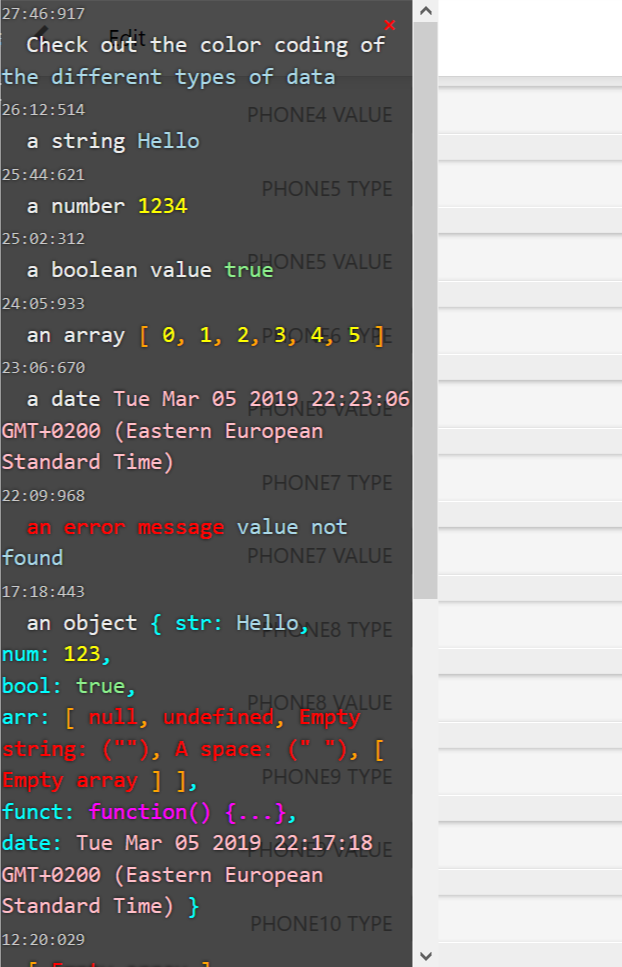 27:46:917
×
Edit
Check out the color coding of
the different types of data
26:12:514
PHONE4 VALUE
a string Hello
25:44:621
PHONE5 TYPE
a number 1234
25:02:312
PHONE5 VALUE
a boolean value true
24:05:933
an array [ 0, 1, 2, 3, 4, 5 ]
PHONE6 TYPE
23:06:670
a date Tue Mar 05 2019 22:23:06
PHONE6 VALUE
GMT+0200 (Eastern European
Standard Time)
PHONE7 TYPE
22:09:968
an error message value not
found
PHONE7 VALUE
17:18:443
an object { str: Hello,
PHONE8 TYPE
num: 123,
bool: true,
PHONE8 VALUE
arr: [ null, undefined, Empty
string: (""), A space: (" "), [
Empty array ] ],
PHONE9 TYPE
funct: function() {...},
date: Tue Mar 05 2019 22:17:18
PHONE9 VALUE
GMT+0200 (Eastern European
Standard Time) }
PHONE10 TYPE
12:20:029
[ Empty array ]